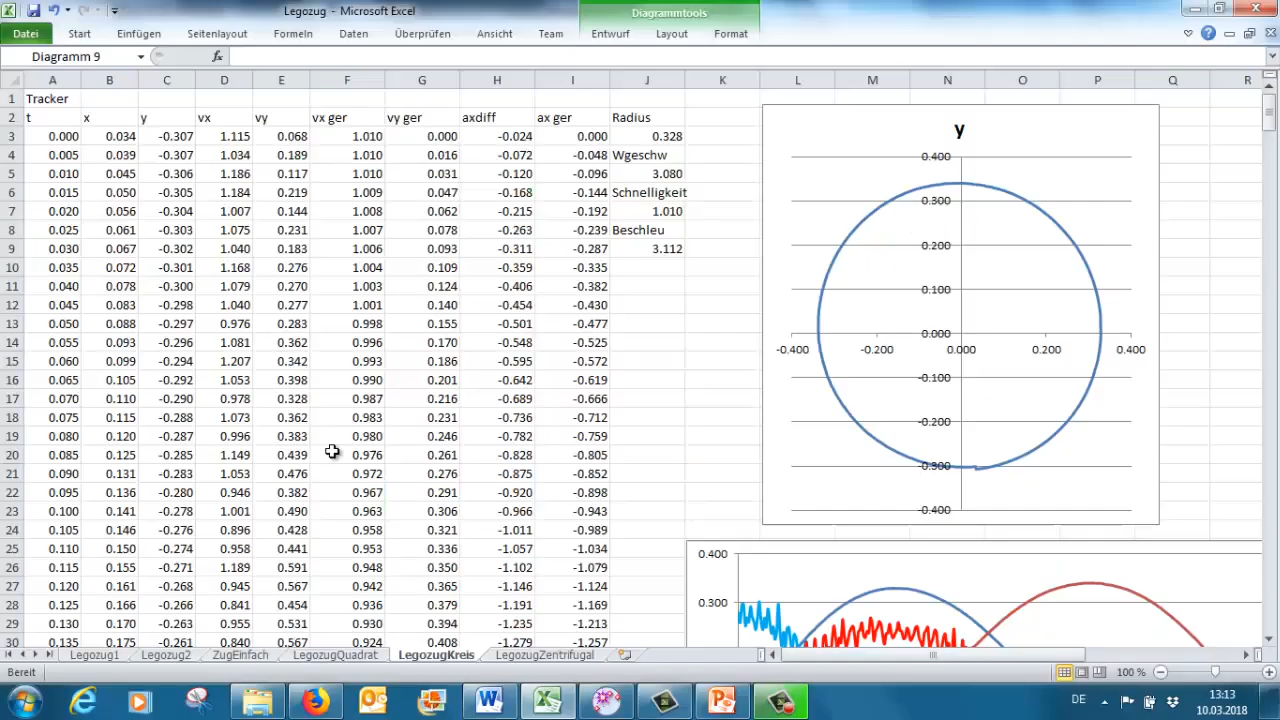 Legozug - Microsoft Excel
Diagrammtools
Datei Start Einfügen Seitenlayout Formeln Daten Überprüfen Ansicht Team Entwurf Layout Format
Diagramm 9 fx
A B C D E F G H I J K L M N O P Q R
1 Tracker
2 t x y vx vy vx ger vy ger axdiff ax ger Radius
3 0.000 0.034 -0.307 1.115 0.068 1.010 0.000 -0.024 0.000 0.328
4 0.005 0.039 -0.307 1.034 0.189 1.010 0.016 -0.072 -0.048 Wgeschw
5 0.010 0.045 -0.306 1.186 0.117 1.010 0.031 -0.120 -0.096 3.080
6 0.015 0.050 -0.305 1.184 0.219 1.009 0.047 -0.168 -0.144 Schnelligkeit
7 0.020 0.056 -0.304 1.007 0.144 1.008 0.062 -0.215 -0.192 1.010
8 0.025 0.061 -0.303 1.075 0.231 1.007 0.078 -0.263 -0.239 Beschleu
9 0.030 0.067 -0.302 1.040 0.183 1.006 0.093 -0.311 -0.287 3.112
10 0.035 0.072 -0.301 1.168 0.276 1.004 0.109 -0.359 -0.335
11 0.040 0.078 -0.300 1.079 0.270 1.003 0.124 -0.406 -0.382
12 0.045 0.083 -0.298 1.040 0.277 1.001 0.140 -0.454 -0.430
13 0.050 0.088 -0.297 0.976 0.283 0.998 0.155 -0.501 -0.477
14 0.055 0.093 -0.296 1.081 0.362 0.996 0.170 -0.548 -0.525
15 0.060 0.099 -0.294 1.207 0.342 0.993 0.186 -0.595 -0.572
16 0.065 0.105 -0.292 1.053 0.398 0.990 0.201 -0.642 -0.619
17 0.070 0.110 -0.290 0.978 0.328 0.987 0.216 -0.689 -0.666
18 0.075 0.115 -0.288 1.073 0.362 0.983 0.231 -0.736 -0.712
19 0.080 0.120 -0.287 0.996 0.383 0.980 0.246 -0.782 -0.759
20 0.085 0.125 -0.285 1.149 0.439 0.976 0.261 -0.828 -0.805
21 0.090 0.131 -0.283 1.053 0.476 0.972 0.276 -0.875 -0.852
22 0.095 0.136 -0.280 0.946 0.382 0.967 0.291 -0.920 -0.898
23 0.100 0.141 -0.278 1.001 0.490 0.963 0.306 -0.966 -0.943
24 0.105 0.146 -0.276 0.896 0.428 0.958 0.321 -1.011 -0.989
25 0.110 0.150 -0.274 0.958 0.441 0.953 0.336 -1.057 -1.034
26 0.115 0.155 -0.271 1.189 0.591 0.948 0.350 -1.102 -1.079
27 0.120 0.161 -0.268 0.945 0.567 0.942 0.365 -1.146 -1.124
28 0.125 0.166 -0.266 0.841 0.454 0.936 0.379 -1.191 -1.169
29 0.130 0.170 -0.263 0.955 0.531 0.930 0.394 -1.235 -1.213
30 0.135 0.175 -0.261 0.840 0.567 0.924 0.408 -1.279 -1.257
y
0.400
0.300
0.200
0.100
0.000
-0.400 -0.200 0.000 0.200 0.400
-0.100
-0.200
-0.300
-0.400
0.400
0.300
Legozug1 Legozug2 ZugEinfach LegozugQuadrat LegozugKreis LegozugZentrifugal
Bereit 100 %
DE 13:13
10.03.2018